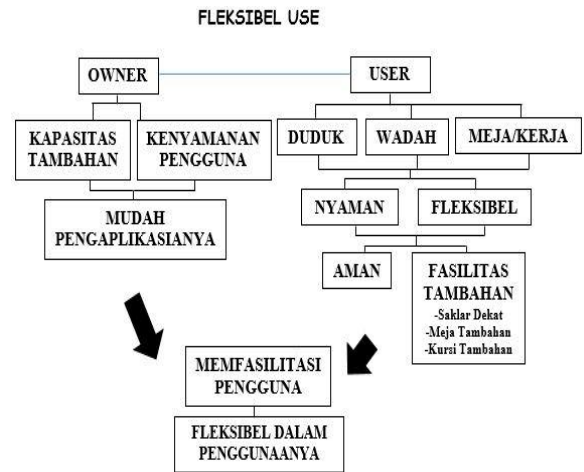 FLEKSIBEL USE
OWNER
USER
KAPASITAS
TAMBAHAN
KENYAMANAN
PENGGUNA
DUDUK
WADAH
MEJA/KERJA
MUDAH
PENGAPLIKASIANYA
NYAMAN
FLEKSIBEL
AMAN
FASILITAS
TAMBAHAN
-Saklar Dekat
-Meja Tambahan
-Kursi Tambahan
MEMFASILITASI
PENGGUNA
FLEKSIBEL DALAM
PENGGUNAANYA